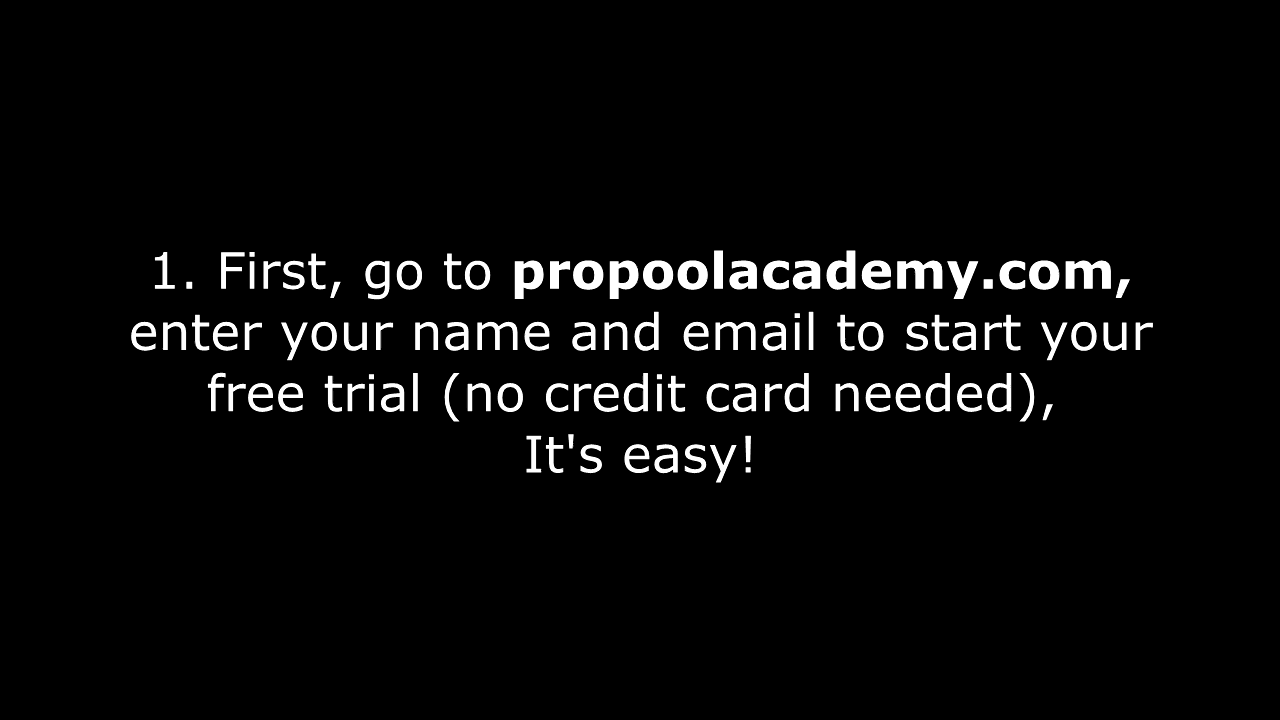 1. First, go to propoolacademy.com,
enter your name and email to start your
free trial (no credit card needed),
It's easy!